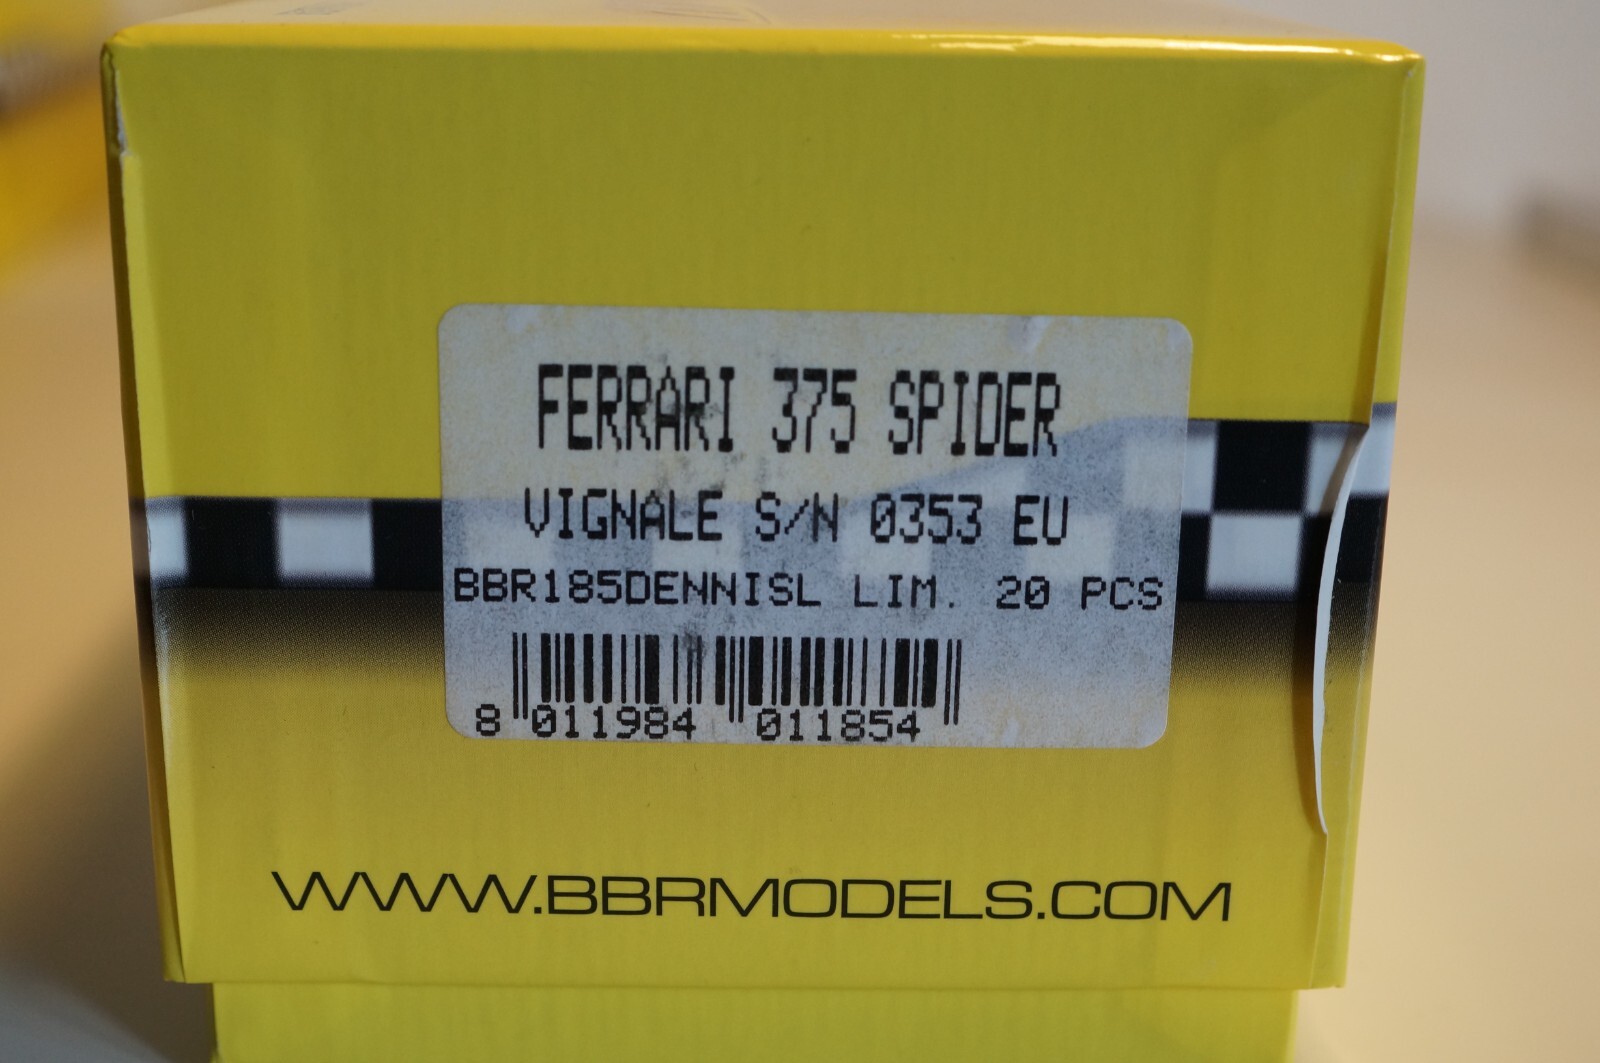 FERRARI 375 SPIDER
VIGNALE S/N 0353 EU
BBR185DENNISL LIM. 20 PCS
8 011984 011854
WWW.BBRMODELS.COM